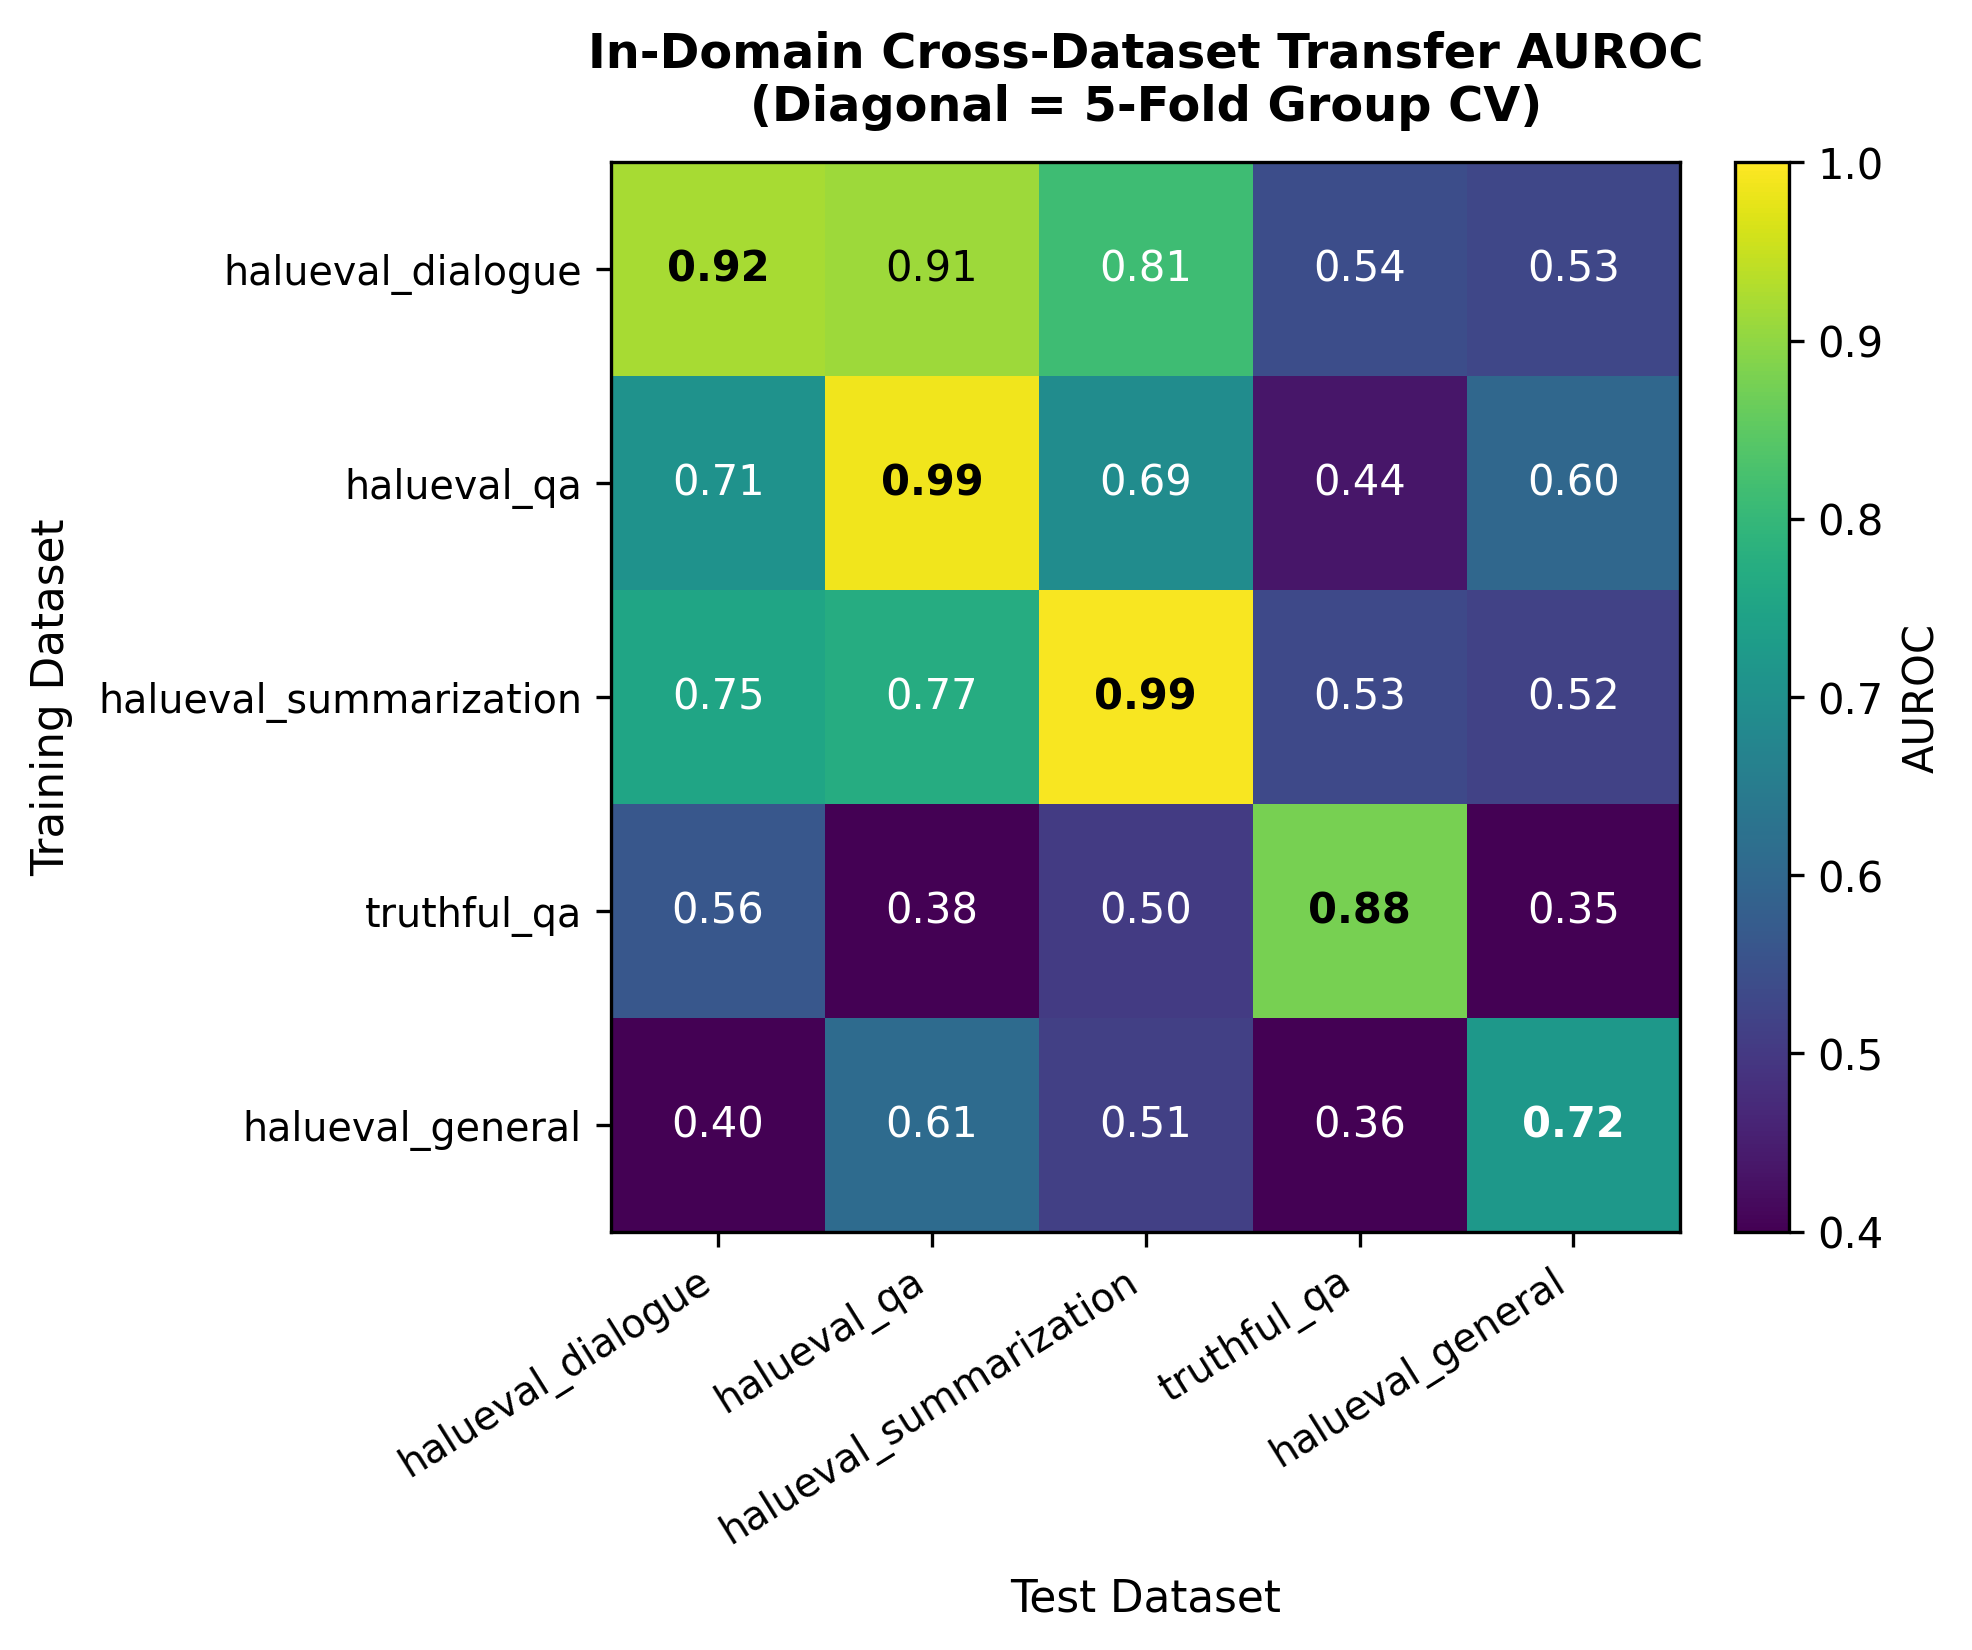 In-Domain Cross-Dataset Transfer AUROC
(Diagonal = 5-Fold Group CV)
Training Dataset
halueval_dialogue
0.92 0.91 0.81 0.54 0.53
halueval_qa
0.71 0.99 0.69 0.44 0.60
halueval_summarization
0.75 0.77 0.99 0.53 0.52
truthful_qa
0.56 0.38 0.50 0.88 0.35
halueval_general
0.40 0.61 0.51 0.36 0.72
halueval_dialogue
halueval_qa
halueval_summarization
truthful_qa
halueval_general
Test Dataset
1.0
0.9
0.8
0.7
0.6
0.5
0.4
AUROC